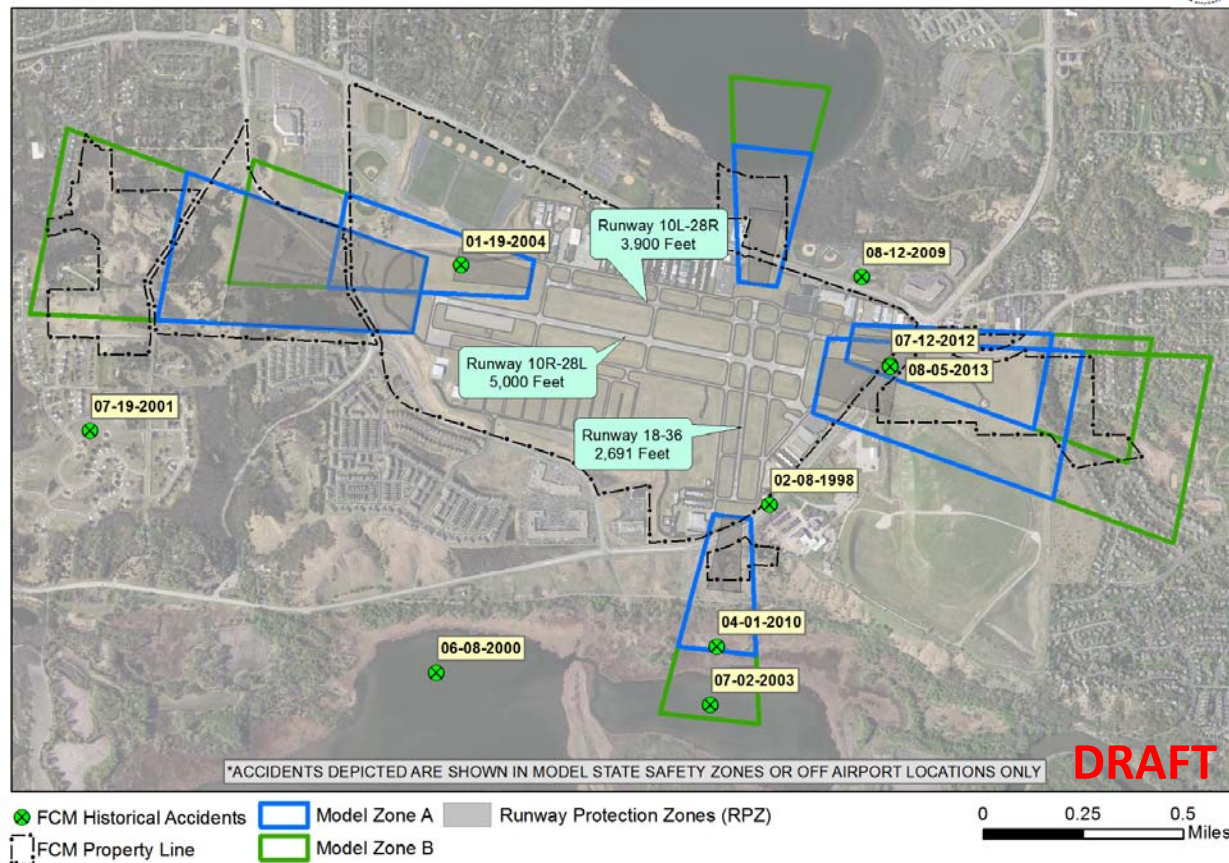 Runway 10L-28R
3,900 Feet
01-19-2004
08-12-2009
07-12-2012
08-05-2013
Runway 10R-28L
5,000 Feet
07-19-2001
Runway 18-36
2,691 Feet
02-08-1998
04-01-2010
06-08-2000
07-02-2003
*ACCIDENTS DEPICTED ARE SHOWN IN MODEL STATE SAFETY ZONES OR OFF AIRPORT LOCATIONS ONLY
DRAFT
FCM Historical Accidents
Model Zone A
Runway Protection Zones (RPZ)
FCM Property Line
Model Zone B
0 0.25 0.5
Miles